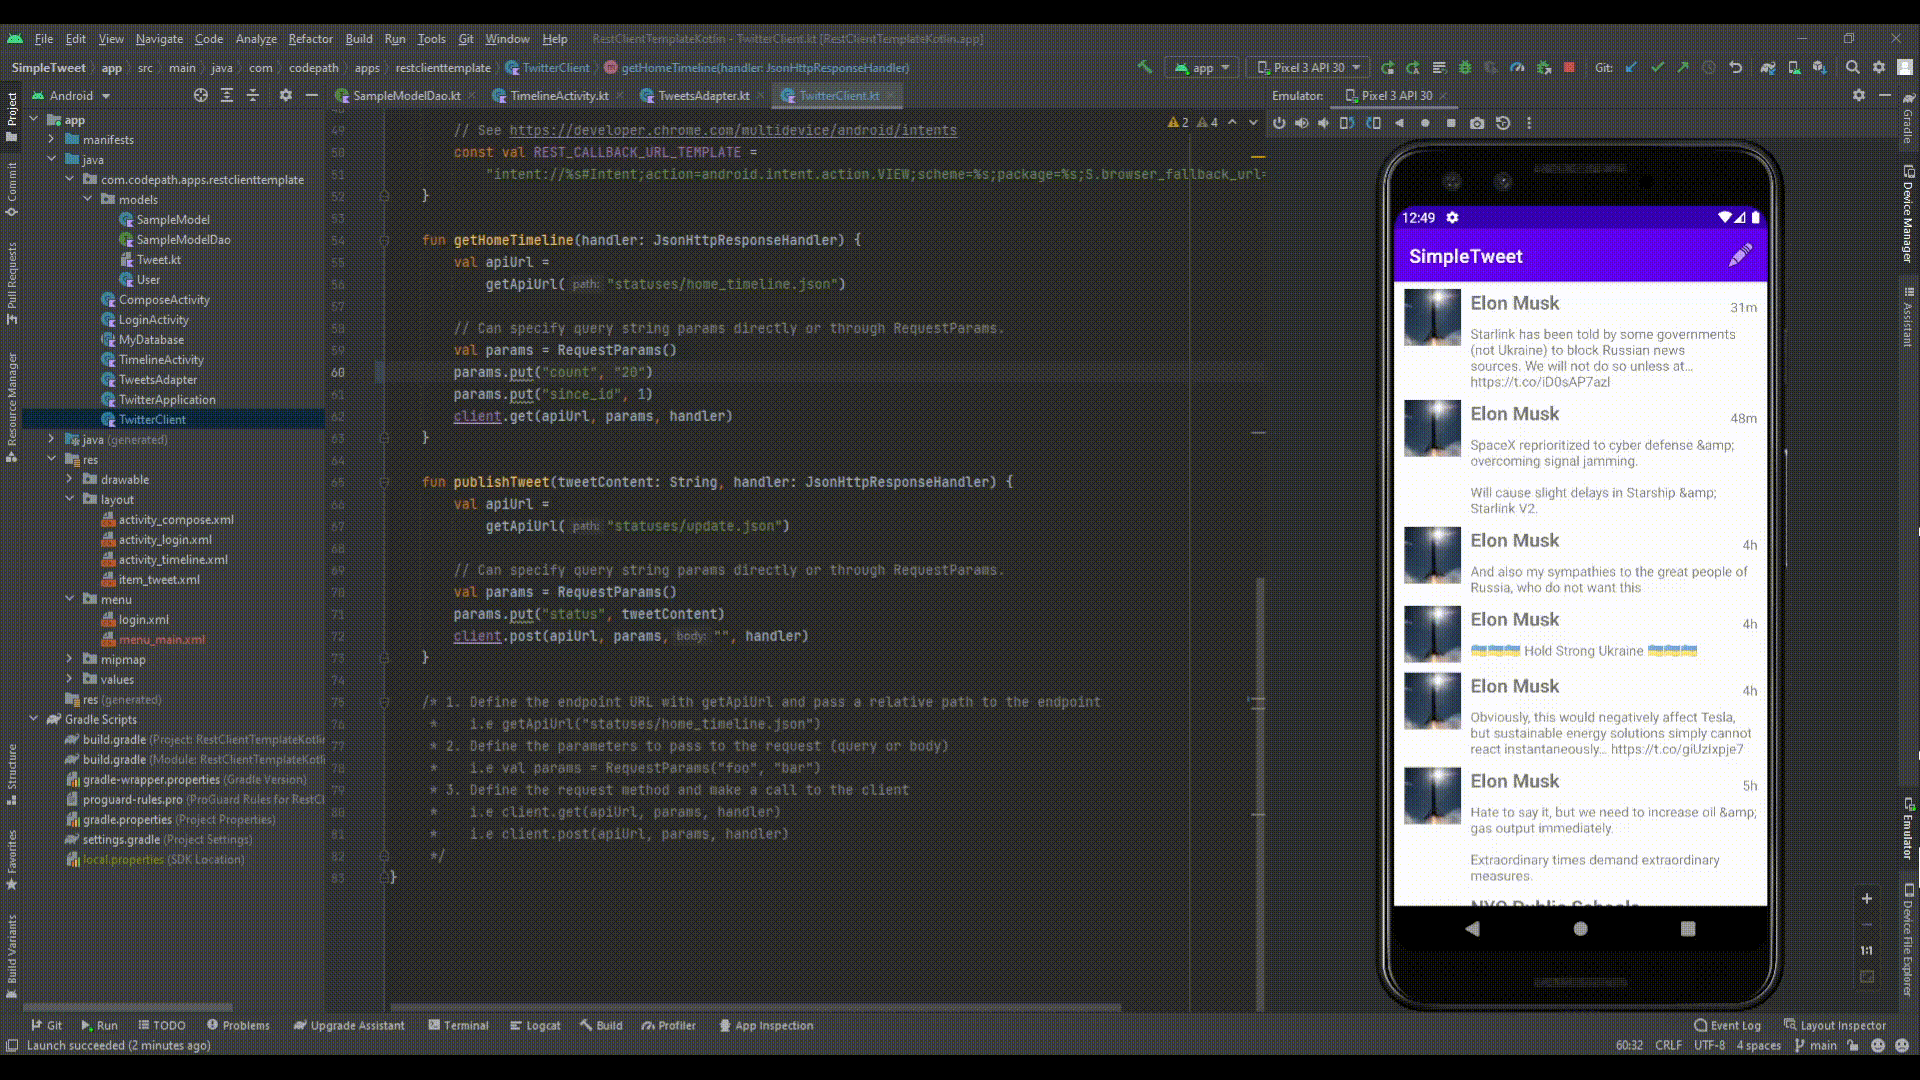 File Edit View Navigate Code Analyze Refactor Build Run Tools Git Window Help RestClientTemplateKotlin - TwitterClient.kt [RestClientTemplateKotlin.app]
SimpleTweet app src main java com codepath apps restclienttemplate TwitterClient getHomeTimeline(handler: JsonHttpResponseHandler) app Pixel 3 API 30 Git:
Android
SampleModelDao.kt TimelineActivity.kt TweetsAdapter.kt TwitterClient.kt
Emulator: Pixel 3 API 30
Project
Commit
Pull Requests
Resource Manager
Structure
Favorites
Build Variants
app
manifests
java
com.codepath.apps.restclienttemplate
models
SampleModel
SampleModelDao
Tweet.kt
User
ComposeActivity
LoginActivity
MyDatabase
TimelineActivity
TweetsAdapter
TwitterApplication
TwitterClient
java (generated)
res
drawable
layout
activity_compose.xml
activity_login.xml
activity_timeline.xml
item_tweet.xml
menu
login.xml
menu_main.xml
mipmap
values
res (generated)
Gradle Scripts
build.gradle (Project: RestClientTemplateKotlin
build.gradle (Module: RestClientTemplateKotl
gradle-wrapper.properties (Gradle Version)
proguard-rules.pro (ProGuard Rules for RestCl
gradle.properties (Project Properties)
settings.gradle (Project Settings)
local.properties (SDK Location)
2 4
49 // See https://developer.chrome.com/multidevice/android/intents
50 const val REST_CALLBACK_URL_TEMPLATE =
51 "intent://%s#Intent;action=android.intent.action.VIEW;scheme=%s;package=%s;S.browser_fallback_url=
52 }
53
54 fun getHomeTimeline(handler: JsonHttpResponseHandler) {
55 val apiUrl =
56 getApiUrl( path: "statuses/home_timeline.json")
57
58 // Can specify query string params directly or through RequestParams.
59 val params = RequestParams()
60 params.put("count", "20")
61 params.put("since_id", 1)
62 client.get(apiUrl, params, handler)
63 }
64
65 fun publishTweet(tweetContent: String, handler: JsonHttpResponseHandler) {
66 val apiUrl =
67 getApiUrl( path: "statuses/update.json")
68
69 // Can specify query string params directly or through RequestParams.
70 val params = RequestParams()
71 params.put("status", tweetContent)
72 client.post(apiUrl, params, body: "", handler)
73 }
74
75 /* 1. Define the endpoint URL with getApiUrl and pass a relative path to the endpoint
76 * i.e getApiUrl("statuses/home_timeline.json")
77 * 2. Define the parameters to pass to the request (query or body)
78 * i.e val params = RequestParams("foo", "bar")
79 * 3. Define the request method and make a call to the client
80 * i.e client.get(apiUrl, params, handler)
81 * i.e client.post(apiUrl, params, handler)
82 */
83 }
12:49
SimpleTweet
Elon Musk 31m
Starlink has been told by some governments
(not Ukraine) to block Russian news
sources. We will not do so unless at…
https://t.co/iD0sAP7azI
Elon Musk 48m
SpaceX reprioritized to cyber defense &amp;
overcoming signal jamming.
Will cause slight delays in Starship &amp;
Starlink V2.
Elon Musk 4h
And also my sympathies to the great people of
Russia, who do not want this
Elon Musk 4h
🇺🇦🇺🇦🇺🇦 Hold Strong Ukraine 🇺🇦🇺🇦🇺🇦
Elon Musk 4h
Obviously, this would negatively affect Tesla,
but sustainable energy solutions simply cannot
react instantaneously… https://t.co/giUzIxpje7
Elon Musk 5h
Hate to say it, but we need to increase oil &amp;
gas output immediately.
Extraordinary times demand extraordinary
measures.
NYC Public Schools
1:1
Gradle
Device Manager
Assistant
Emulator
Device File Explorer
Git Run TODO Problems Upgrade Assistant Terminal Logcat Build Profiler App Inspection Event Log Layout Inspector
Launch succeeded (2 minutes ago) 60:32 CRLF UTF-8 4 spaces main